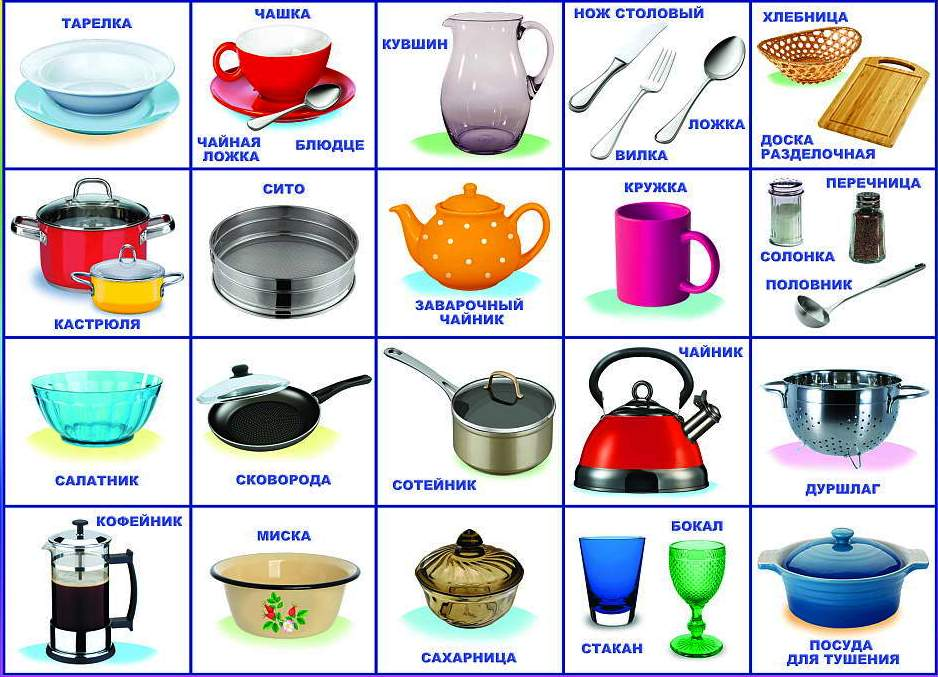 ТАРЕЛКА
ЧАШКА
ЧАЙНАЯ
ЛОЖКА
БЛЮДЦЕ
КУВШИН
НОЖ СТОЛОВЫЙ
ЛОЖКА
ВИЛКА
ХЛЕБНИЦА
ДОСКА
РАЗДЕЛОЧНАЯ
КАСТРЮЛЯ
СИТО
ЗАВАРОЧНЫЙ
ЧАЙНИК
КРУЖКА
ПЕРЕЧНИЦА
СОЛОНКА
ПОЛОВНИК
САЛАТНИК
СКОВОРОДА
СОТЕЙНИК
ЧАЙНИК
ДУРШЛАГ
КОФЕЙНИК
МИСКА
САХАРНИЦА
БОКАЛ
СТАКАН
ПОСУДА
ДЛЯ ТУШЕНИЯ